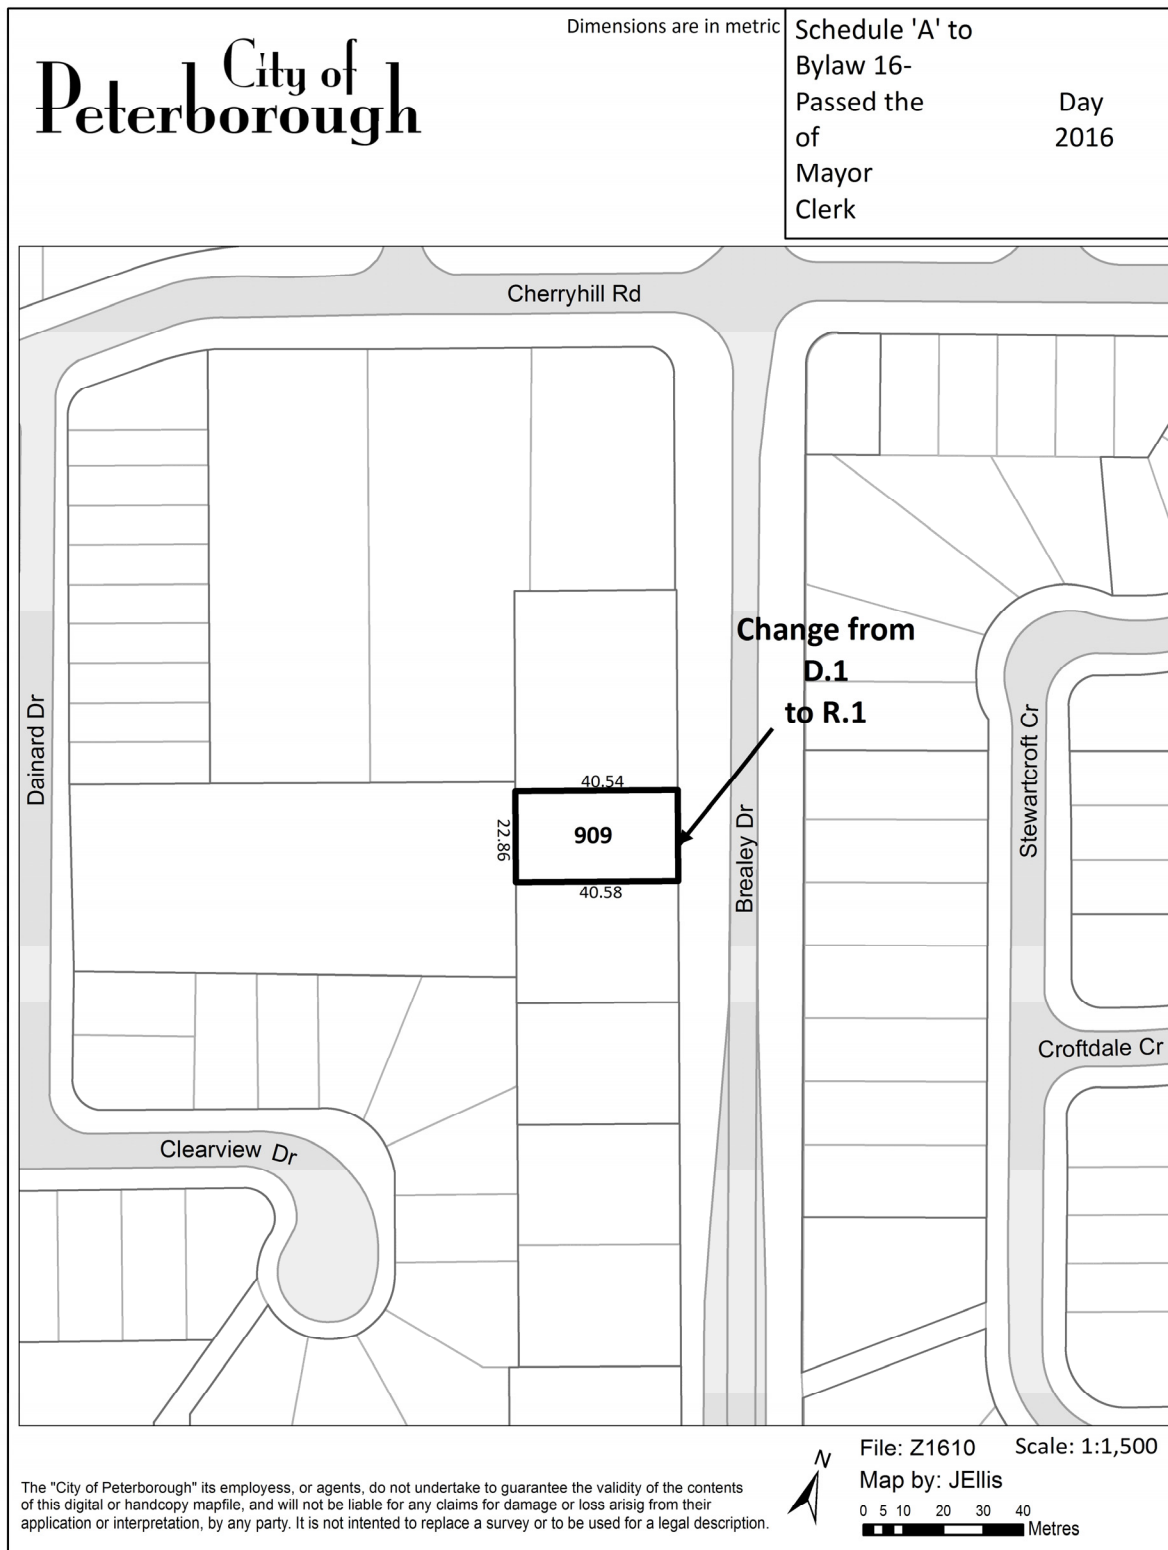 City of
Peterborough
Dimensions are in metric
Schedule 'A' to
Bylaw 16-
Passed the Day
of 2016
Mayor
Clerk
Cherryhill Rd
Change from
D.1
to R.1
Dainard Dr
Stewartcroft Cr
40.54
22.86
909
Brealey Dr
40.58
Croftdale Cr
Clearview Dr
The "City of Peterborough" its employess, or agents, do not undertake to guarantee the validity of the contents
of this digital or handcopy mapfile, and will not be liable for any claims for damage or loss arisig from their
application or interpretation, by any party. It is not intended to replace a survey or to be used for a legal description.
N
File: Z1610 Scale: 1:1,500
Map by: JEllis
0 5 10 20 30 40
Metres